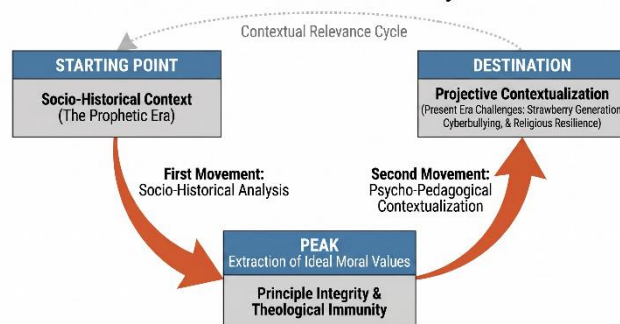 Contextual Relevance Cycle
STARTING POINT
Socio-Historical Context
(The Prophetic Era)
DESTINATION
Projective Contextualization
(Present Era Challenges: Strawberry Generation,
Cyberbullying, & Religious Resilience)
First Movement:
Socio-Historical Analysis
Second Movement:
Psycho-Pedagogical
Contextualization
PEAK
Extraction of Ideal Moral Values
Principle Integrity &
Theological Immunity